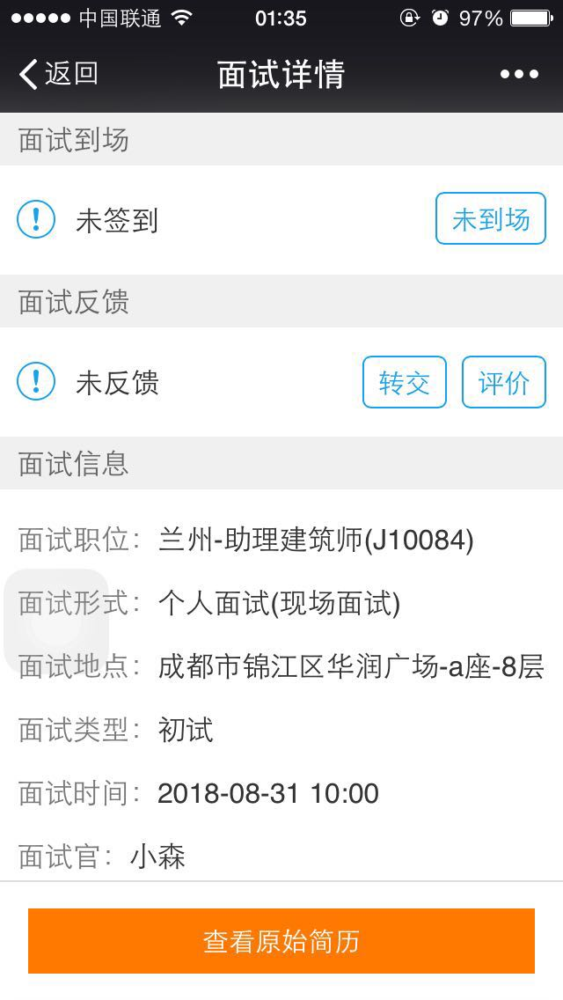 中国联通 01:35 97%
返回 面试详情
面试到场
未签到 未到场
面试反馈
未反馈 转交 评价
面试信息
面试职位：兰州-助理建筑师(J10084)
面试形式：个人面试(现场面试)
面试地点：成都市锦江区华润广场-a座-8层
面试类型：初试
面试时间：2018-08-31 10:00
面试官：小森
查看原始简历